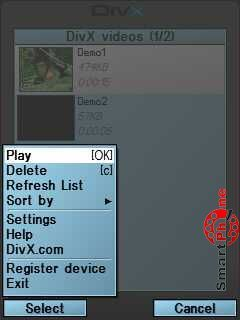 DivX
DivX videos (1/2)
Demo1
474KB
0:00:15
Demo2
57KB
0:00:05
Play [OK]
Delete [c]
Refresh List
Sort by
Settings
Help
DivX.com
Register device
Exit
Select
Cancel
SmartPhone